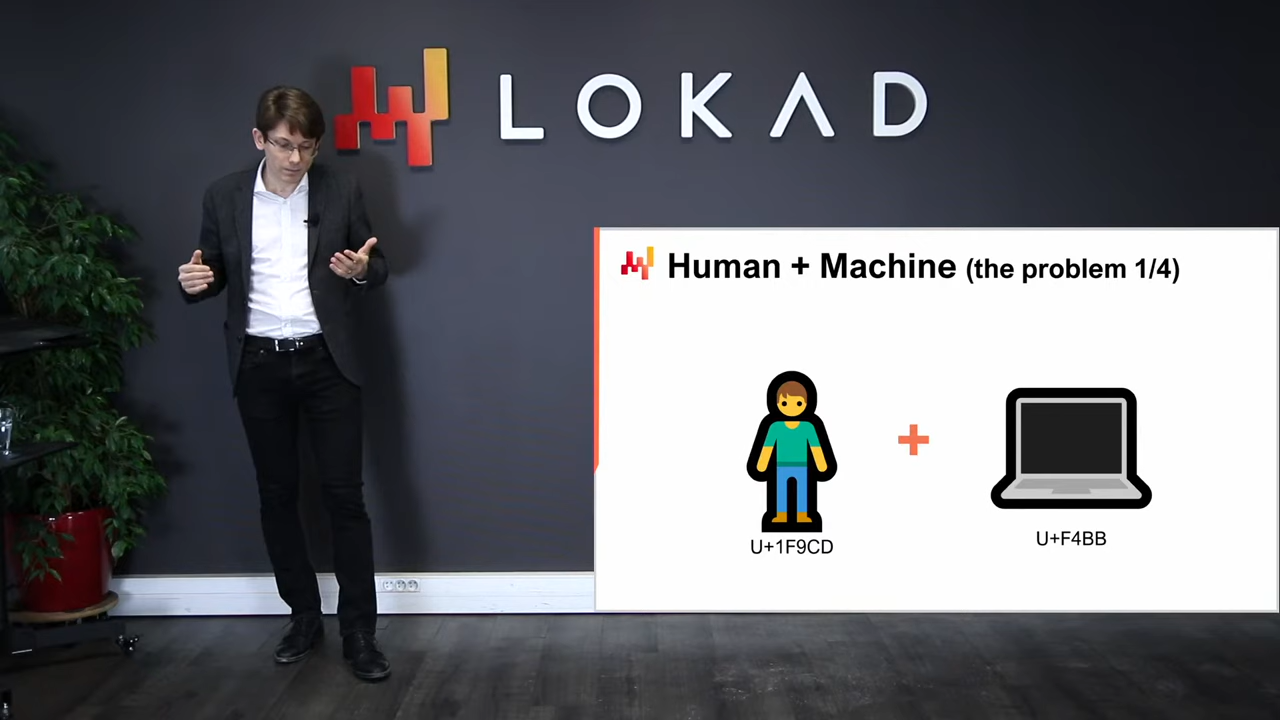 LOKAD
Human + Machine (the problem 1/4)
U+1F9CD
U+F4BB